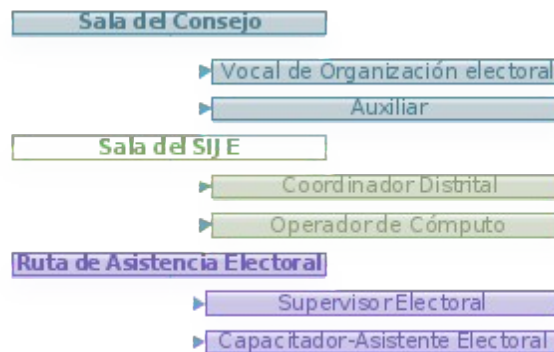 Sala del Consejo
Vocal de Organización electoral
Auxiliar
Sala del SIJE
Coordinador Distrital
Operador de Cómputo
Ruta de Asistencia Electoral
Supervisor Electoral
Capacitador-Asistente Electoral